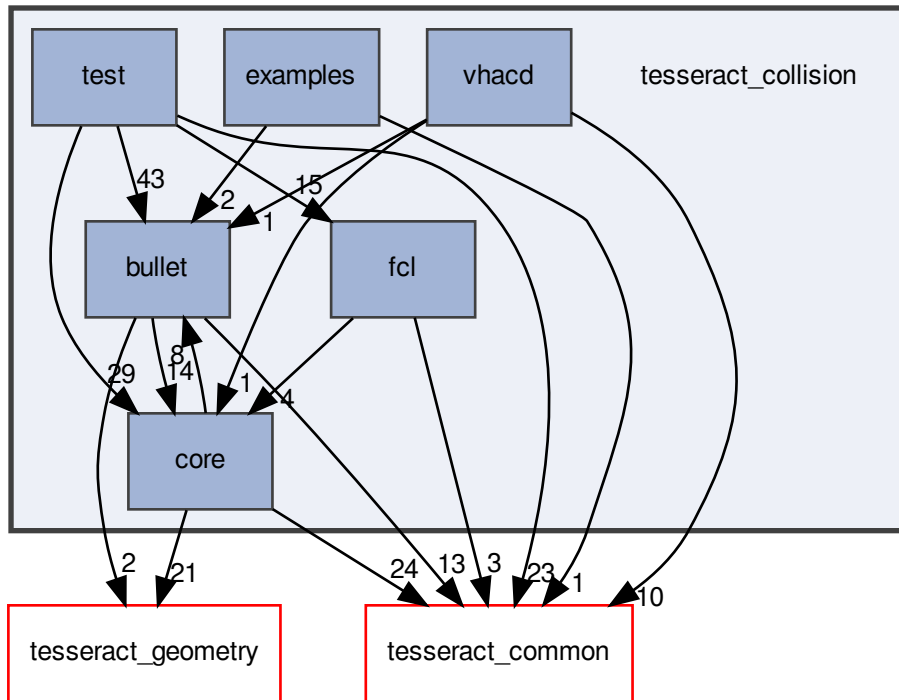 test
examples
vhacd
tesseract_collision
43
2
1
15
bullet
fcl
29
8
14
1
4
core
2
21
24
13
3
23
1
10
tesseract_geometry
tesseract_common